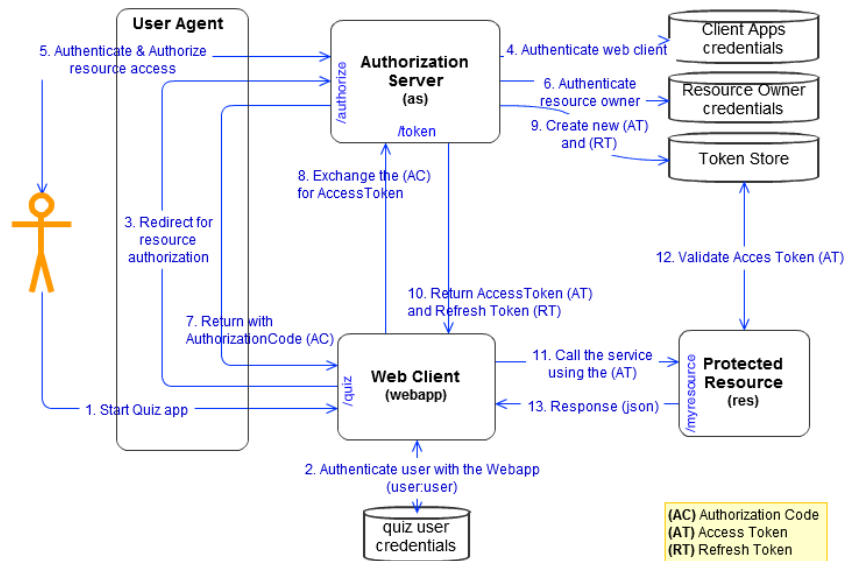 User Agent
5. Authenticate & Authorize
resource access
Authorization
Server
(as)
/authorize
/token
4. Authenticate web client
Client Apps
credentials
6. Authenticate
resource owner
Resource Owner
credentials
9. Create new (AT)
and (RT)
Token Store
8. Exchange the (AC)
for AccessToken
3. Redirect for
resource
authorization
12. Validate Acces Token (AT)
10. Return AccessToken (AT)
and Refresh Token (RT)
7. Return with
AuthorizationCode (AC)
Web Client
(webapp)
/quiz
11. Call the service
using the (AT)
Protected
Resource
(res)
/myresource
1. Start Quiz app
13. Response (json)
2. Authenticate user with the Webapp
(user:user)
quiz user
credentials
(AC) Authorization Code
(AT) Access Token
(RT) Refresh Token